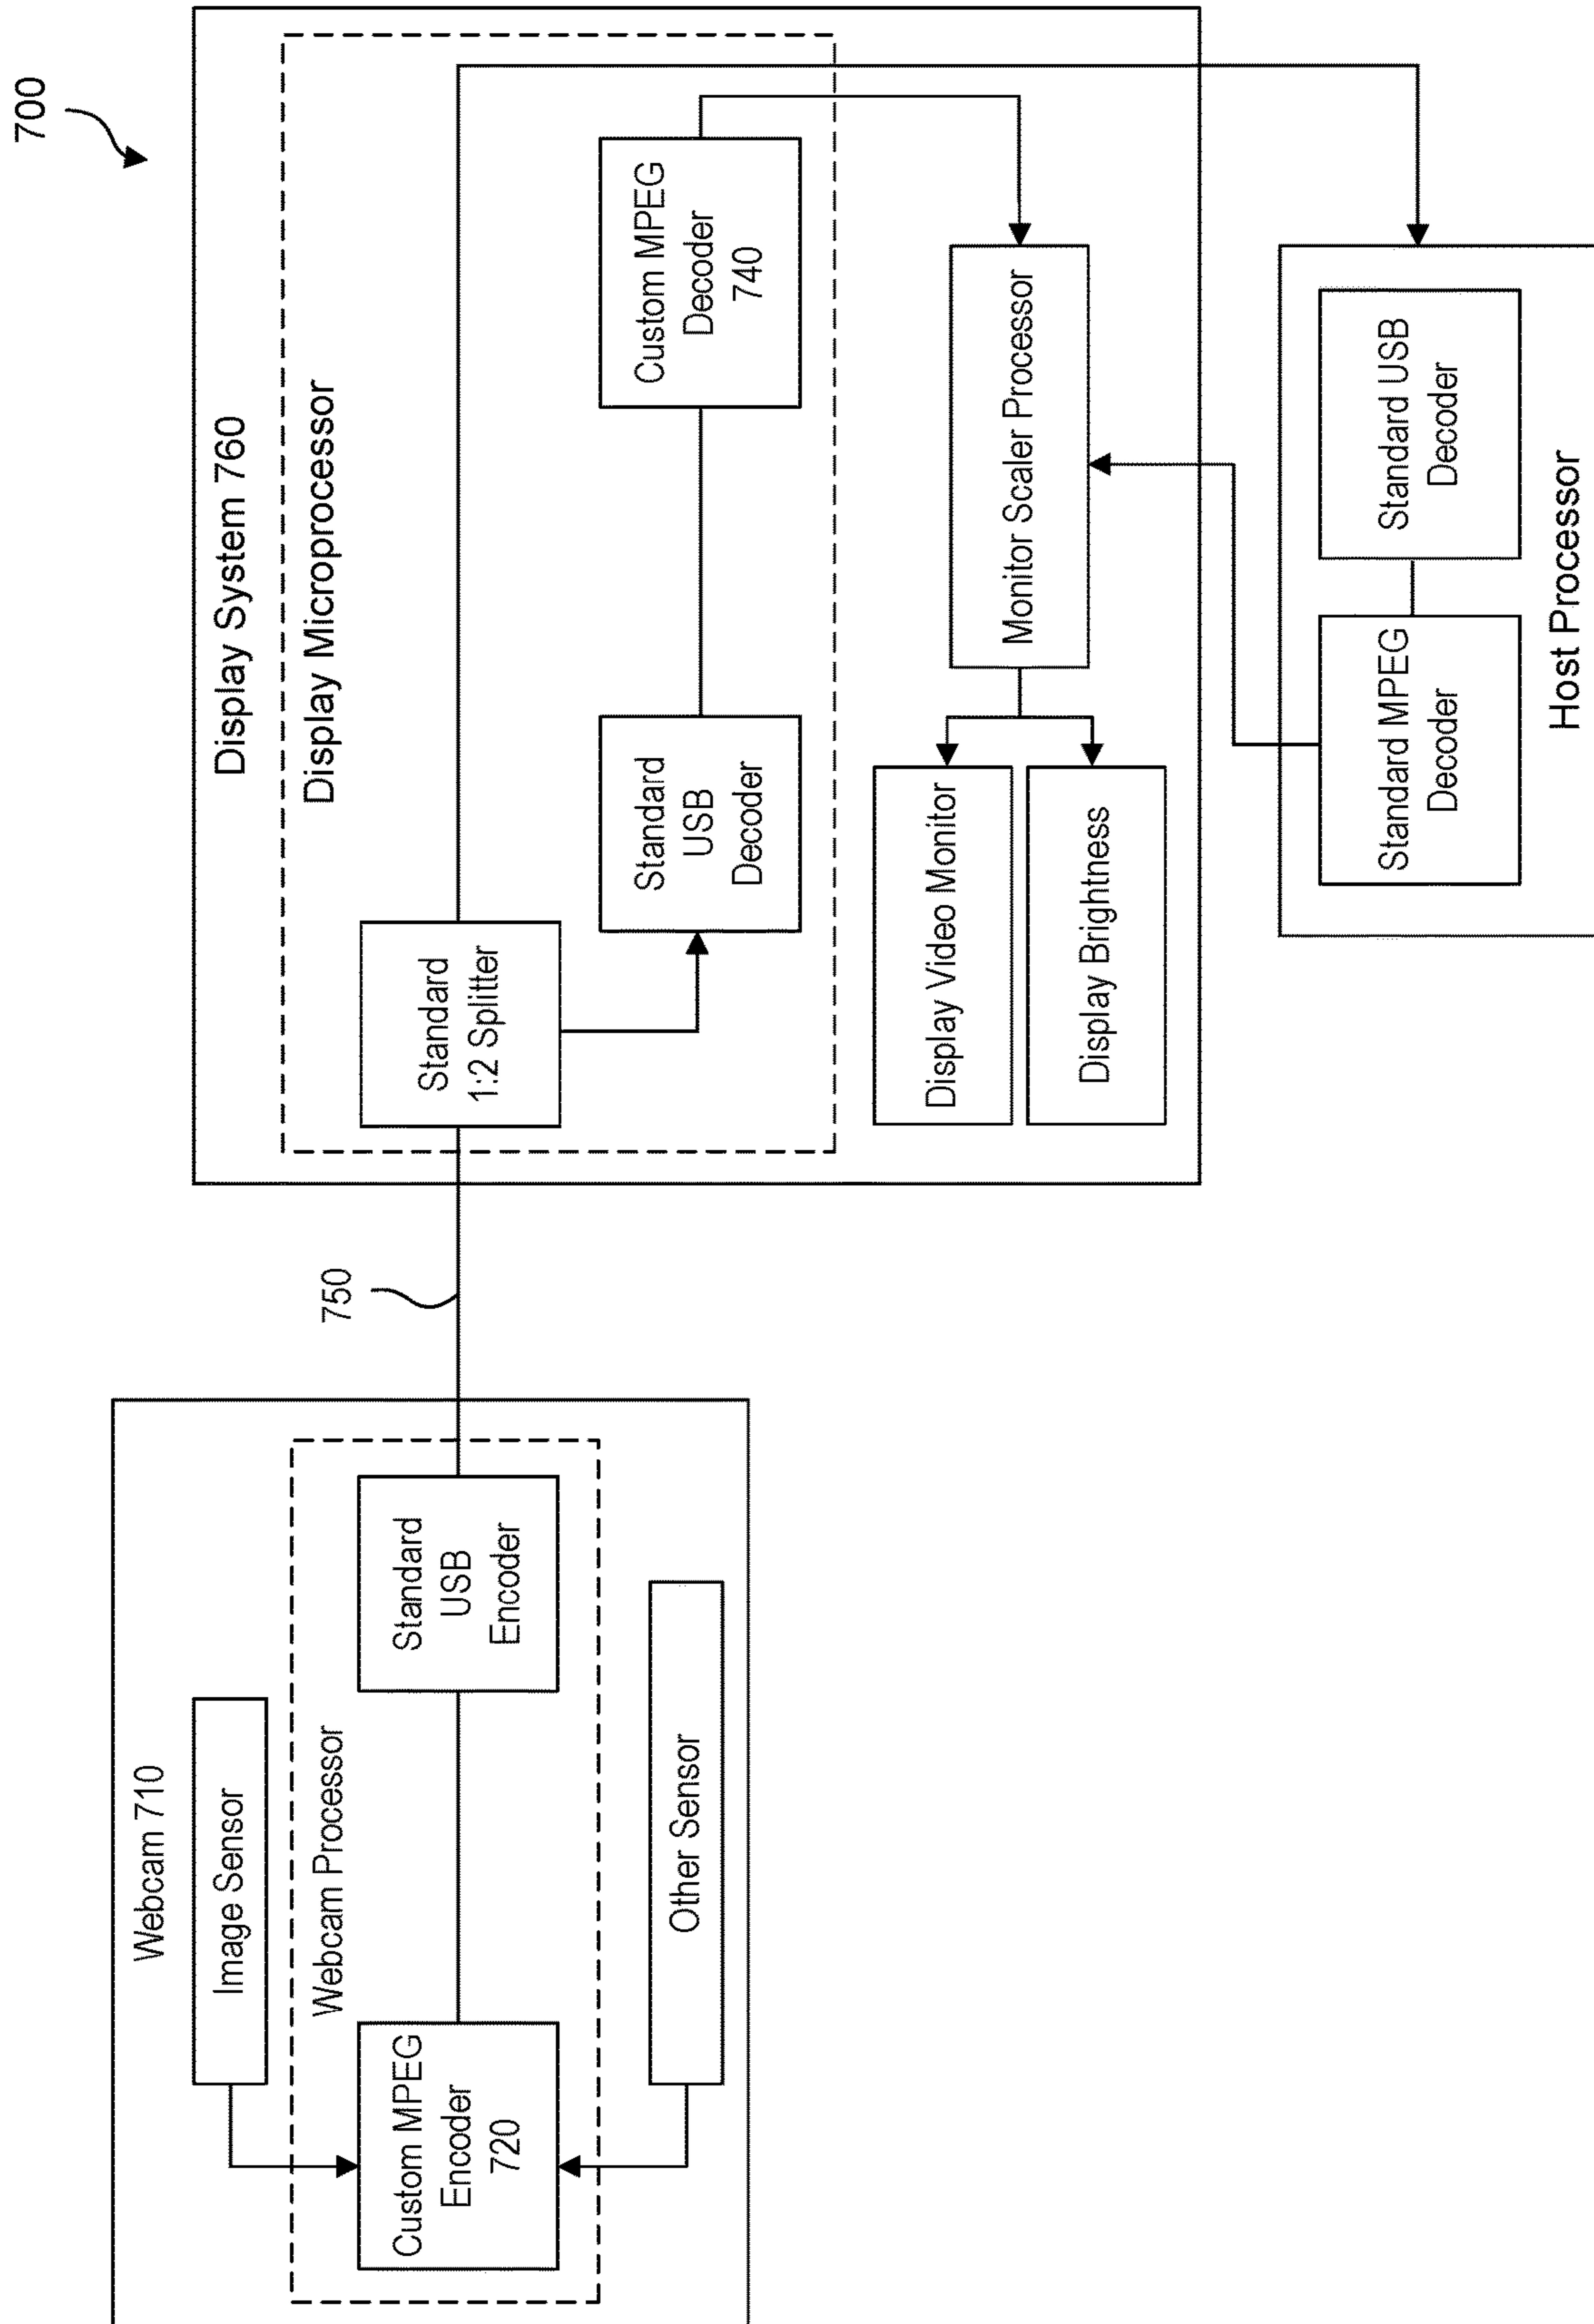 700
Webcam 710
Image Sensor
Webcam Processor
Custom MPEG
Encoder
720
Standard
USB
Encoder
Other Sensor
750
Display System 760
Display Microprocessor
Standard
1:2 Splitter
Standard
USB
Decoder
Custom MPEG
Decoder
740
Display Video Monitor
Display Brightness
Monitor Scaler Processor
Standard MPEG
Decoder
Standard USB
Decoder
Host Processor